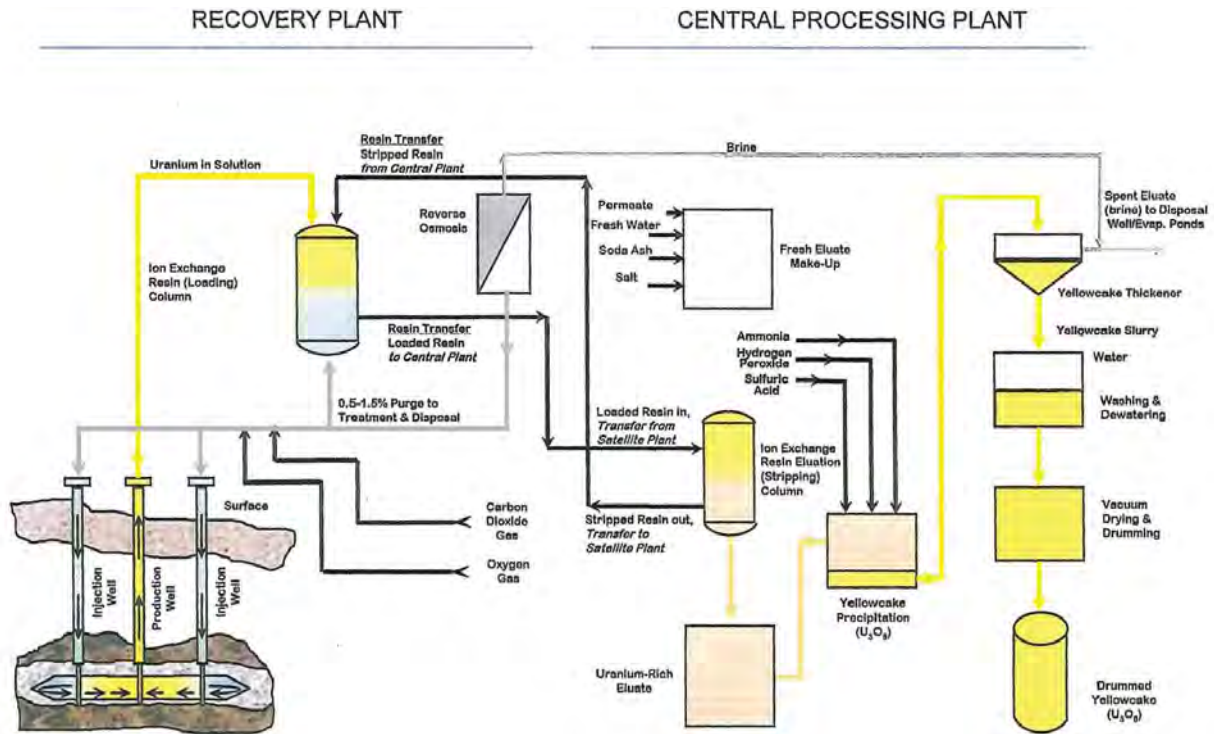 RECOVERY PLANT
CENTRAL PROCESSING PLANT
Uranium in Solution
Resin Transfer
Stripped Resin
from Central Plant
Brine
Reverse
Osmosis
Permeate
Fresh Water
Soda Ash
Salt
Fresh Eluate
Make-Up
Spent Eluate
(brine) to Disposal
Well/Evap. Ponds
Ion Exchange
Resin (Loading)
Column
Resin Transfer
Loaded Resin
to Central Plant
Yellowcake Thickener
Yellowcake Slurry
Ammonia
Hydrogen
Peroxide
Sulfuric
Acid
Water
Washing &
Dewatering
0.5-1.5% Purge to
Treatment & Disposal
Loaded Resin in,
Transfer from
Satellite Plant
Ion Exchange
Resin Eluation
(Stripping)
Column
Stripped Resin out,
Transfer to
Satellite Plant
Surface
Carbon
Dioxide
Gas
Oxygen
Gas
Injection
Well
Production
Well
Injection
Well
Vacuum
Drying &
Drumming
Yellowcake
Precipitation
(U₃O₈)
Uranium-Rich
Eluate
Drummed
Yellowcake
(U₃O₈)